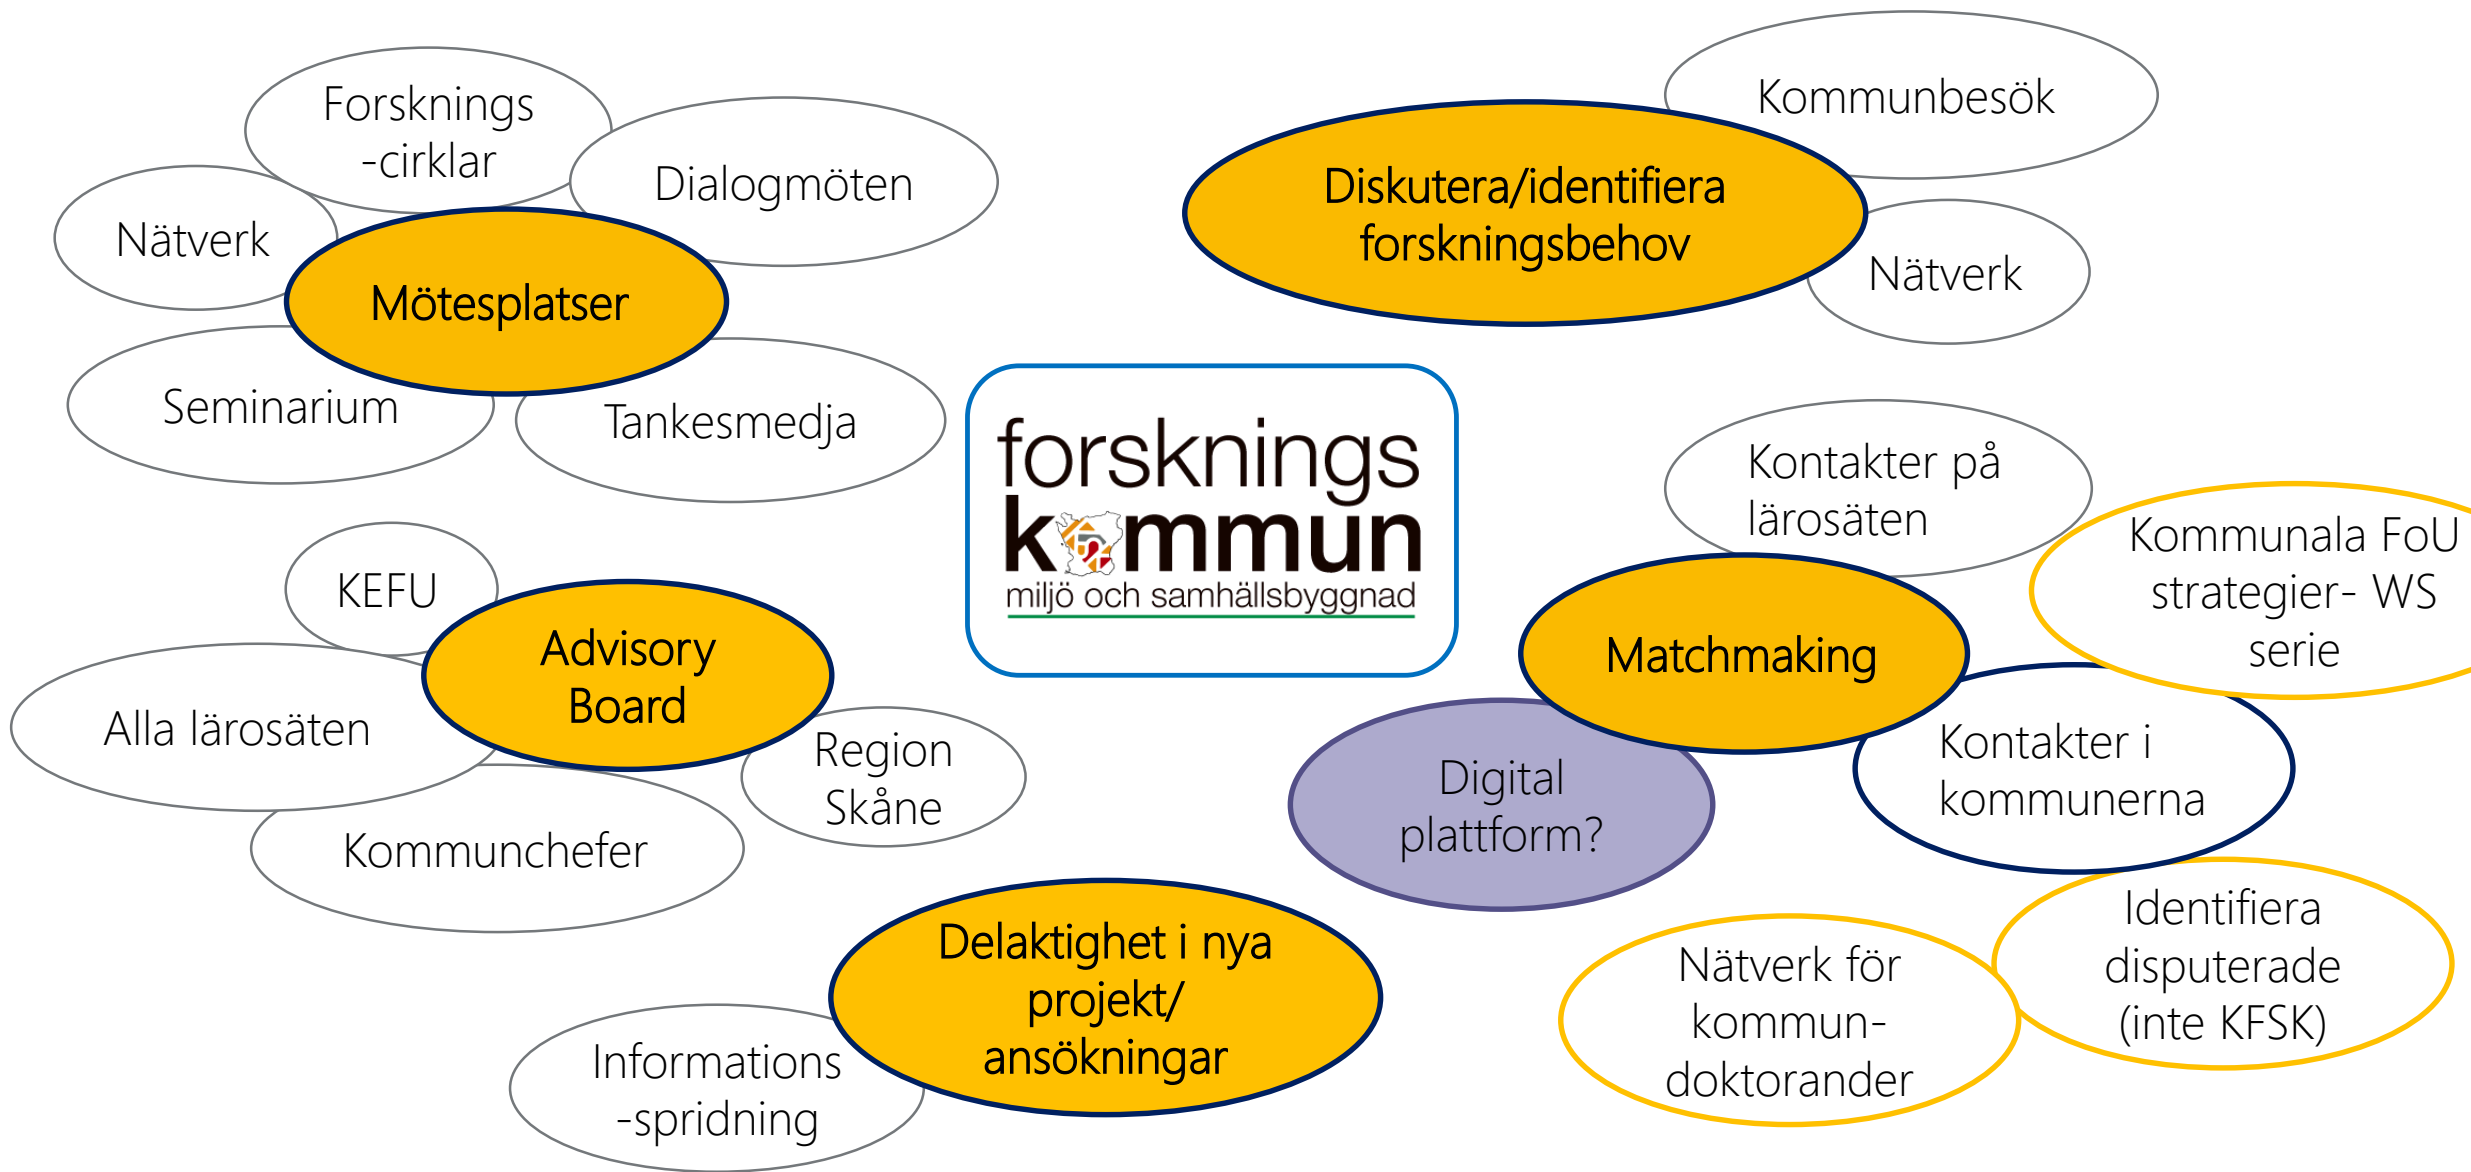 Forsknings
-cirklar
Dialogmöten
Nätverk
Mötesplatser
Seminarium
Tankesmedja
Kommunbesök
Diskutera/identifiera
forskningsbehov
Nätverk
forsknings
kommun
miljö och samhällsbyggnad
KEFU
Advisory
Board
Alla lärosäten
Region
Skåne
Kommunchefer
Kontakter på
lärosäten
Kommunala FoU
strategier- WS
serie
Matchmaking
Kontakter i
kommunerna
Digital
plattform?
Identifiera
disputerade
(inte KFSK)
Nätverk för
kommun-
doktorander
Delaktighet i nya
projekt/
ansökningar
Informations
-spridning